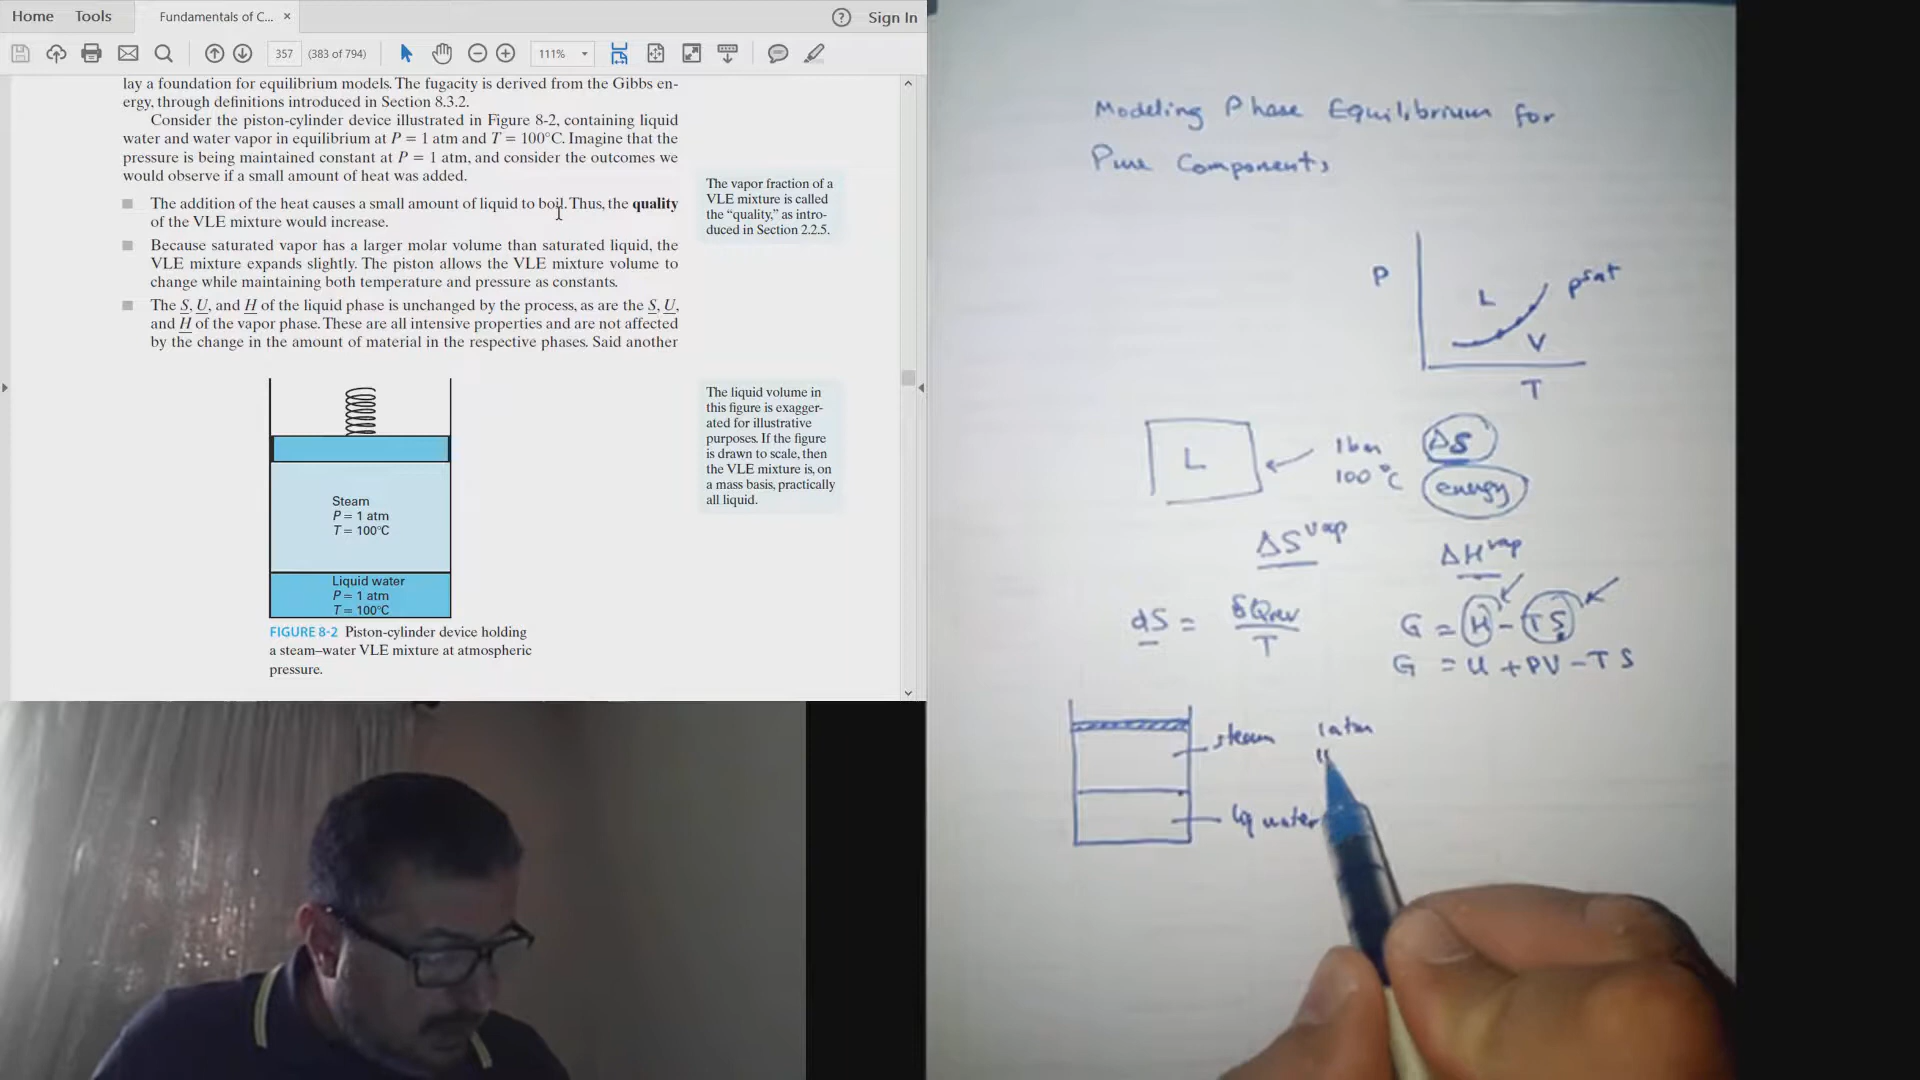 Home Tools Fundamentals of C... × Sign In
357 (383 of 794) 111%
lay a foundation for equilibrium models. The fugacity is derived from the Gibbs en-
ergy, through definitions introduced in Section 8.3.2.
Consider the piston-cylinder device illustrated in Figure 8-2, containing liquid
water and water vapor in equilibrium at P = 1 atm and T = 100°C. Imagine that the
pressure is being maintained constant at P = 1 atm, and consider the outcomes we
would observe if a small amount of heat was added.
The addition of the heat causes a small amount of liquid to boil. Thus, the quality
of the VLE mixture would increase.
Because saturated vapor has a larger molar volume than saturated liquid, the
VLE mixture expands slightly. The piston allows the VLE mixture volume to
change while maintaining both temperature and pressure as constants.
The S, U, and H of the liquid phase is unchanged by the process, as are the S, U,
and H of the vapor phase. These are all intensive properties and are not affected
by the change in the amount of material in the respective phases. Said another
The vapor fraction of a
VLE mixture is called
the “quality,” as intro-
duced in Section 2.2.5.
The liquid volume in
this figure is exagger-
ated for illustrative
purposes. If the figure
is drawn to scale, then
the VLE mixture is, on
a mass basis, practically
all liquid.
Steam
P = 1 atm
T = 100°C
Liquid water
P = 1 atm
T = 100°C
FIGURE 8-2 Piston-cylinder device holding
a steam–water VLE mixture at atmospheric
pressure.
Modeling Phase Equilibrium for
Pure Components
P
L
Psat
V
T
L
100 °C
ΔS
energy
ΔS vap
ΔH vap
dS = δQrev / T
G = H - TS
G = U + PV - TS
steam 1 atm
liq water